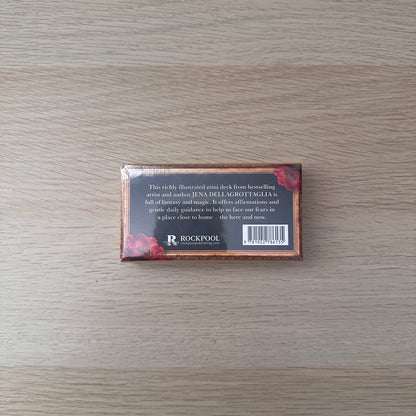 This richly illustrated mini deck from bestselling
artist and author JENA DELLAGROTTAGLIA is
full of fantasy and magic. It offers affirmations and
gentle daily guidance to help us face our fears in
a place close to home – the here and now.
R ROCKPOOL
rockpoolpublishing.com